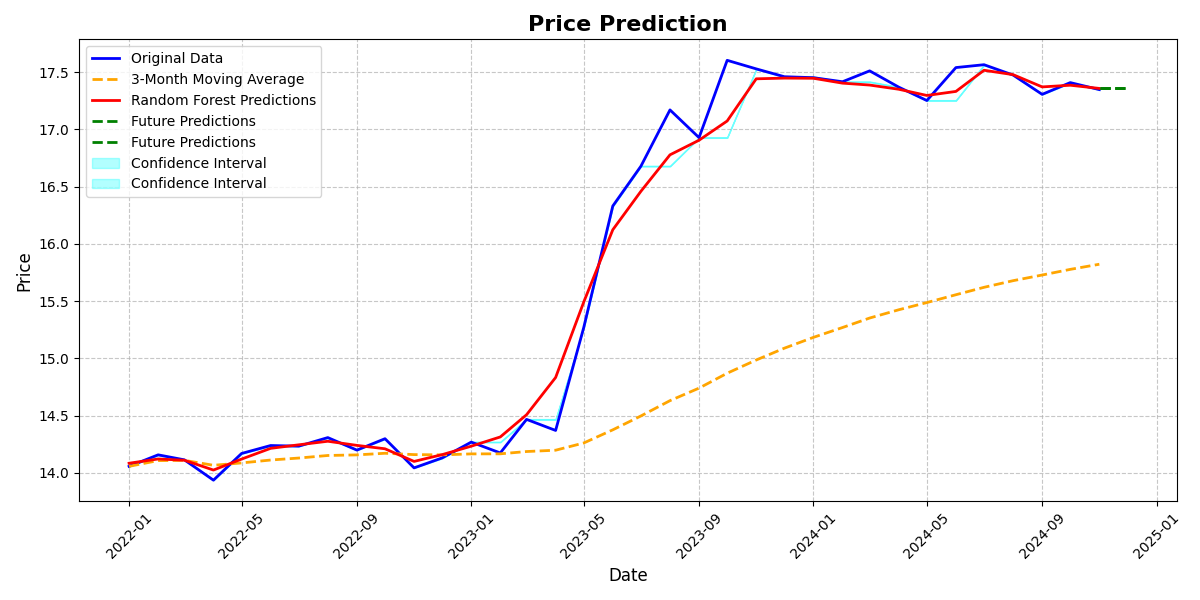 Price Prediction
Original Data
3-Month Moving Average
Random Forest Predictions
Future Predictions
Future Predictions
Confidence Interval
Confidence Interval
Price
17.5
17.0
16.5
16.0
15.5
15.0
14.5
14.0
2022-01
2022-05
2022-09
2023-01
2023-05
2023-09
2024-01
2024-05
2024-09
2025-01
Date